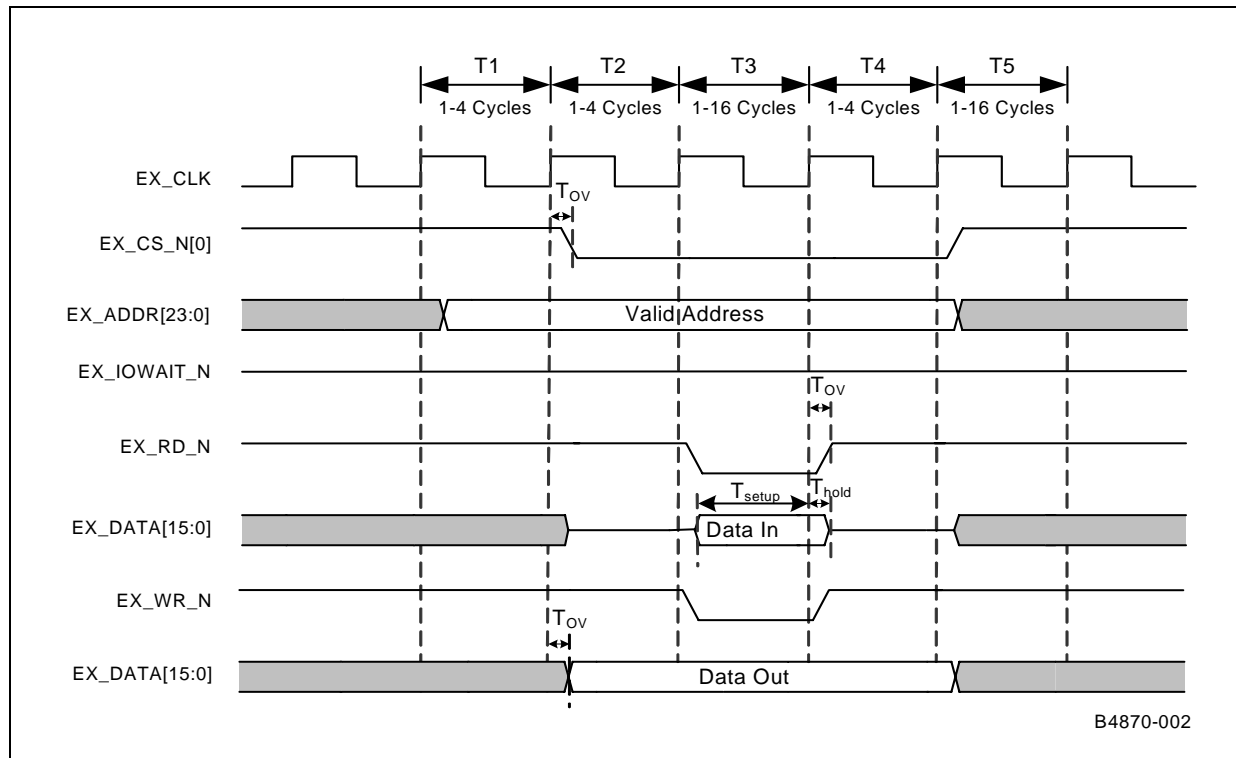 T1 T2 T3 T4 T5
1-4 Cycles 1-4 Cycles 1-16 Cycles 1-4 Cycles 1-16 Cycles
EX_CLK
TOV
EX_CS_N[0]
EX_ADDR[23:0] Valid Address
EX_IOWAIT_N
TOV
EX_RD_N
Tsetup Thold
EX_DATA[15:0] Data In
EX_WR_N
TOV
EX_DATA[15:0] Data Out
B4870-002